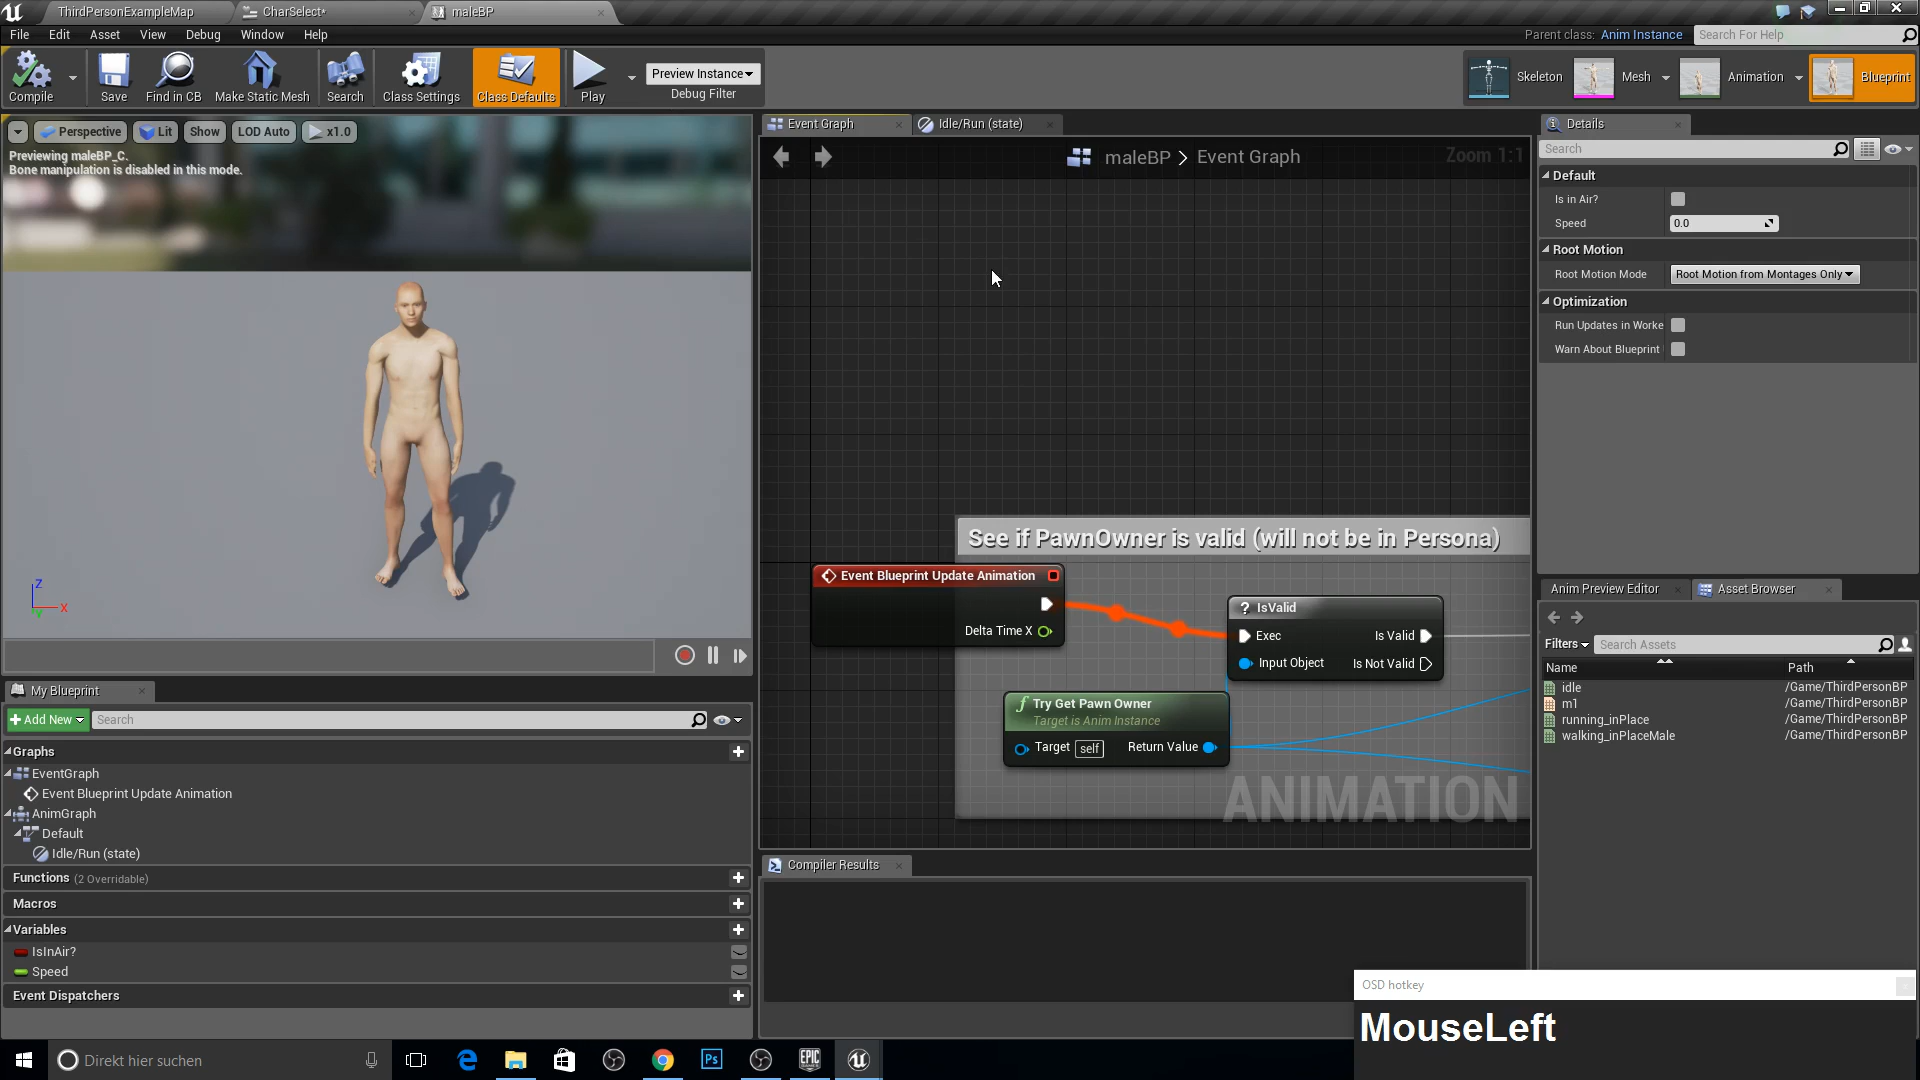 ThirdPersonExampleMap
CharSelect*
maleBP
File Edit Asset View Debug Window Help
Parent class: Anim Instance
Search For Help
Compile
Save
Find in CB
Make Static Mesh
Search
Class Settings
Class Defaults
Play
Preview Instance
Debug Filter
Skeleton
Mesh
Animation
Blueprint
Perspective
Lit
Show
LOD Auto
x1.0
Previewing maleBP_C.
Bone manipulation is disabled in this mode.
Z
X
Y
Event Graph
Idle/Run (state)
maleBP > Event Graph
Zoom 1:1
See if PawnOwner is valid (will not be in Persona)
Event Blueprint Update Animation
Delta Time X
? IsValid
Exec
Is Valid
Input Object
Is Not Valid
f Try Get Pawn Owner
Target is Anim Instance
Target self
Return Value
ANIMATION
Compiler Results
Details
Search
Default
Is in Air?
Speed 0.0
Root Motion
Root Motion Mode Root Motion from Montages Only
Optimization
Run Updates in Worke
Warn About Blueprint
Anim Preview Editor
Asset Browser
Filters
Search Assets
Name Path
idle /Game/ThirdPersonBP
m1 /Game/ThirdPersonBP
running_inPlace /Game/ThirdPersonBP
walking_inPlaceMale /Game/ThirdPersonBP
My Blueprint
Add New
Search
Graphs
EventGraph
Event Blueprint Update Animation
AnimGraph
Default
Idle/Run (state)
Functions (2 Overridable)
Macros
Variables
IsInAir?
Speed
Event Dispatchers
OSD hotkey
MouseLeft
Direkt hier suchen
Ps
EPIC